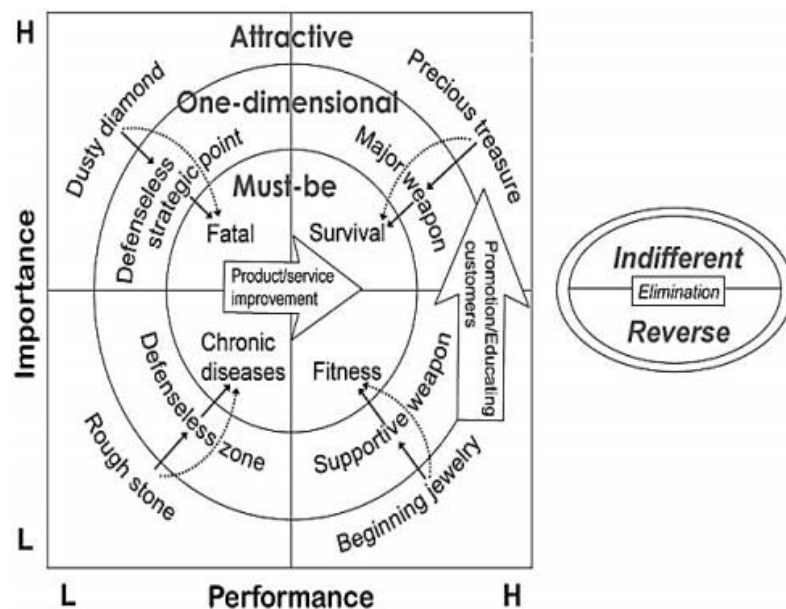 H
Attractive
Precious treasure
One-dimensional
Dusty diamond
Defenseless
strategic point
Major weapon
Must-be
Fatal
Survival
Importance
Product/service
improvement
Promotion/Educating
customers
Indifferent
Elimination
Reverse
Chronic
diseases
Fitness
Defenseless zone
Supportive weapon
Rough stone
Beginning jewelry
L
L
Performance
H